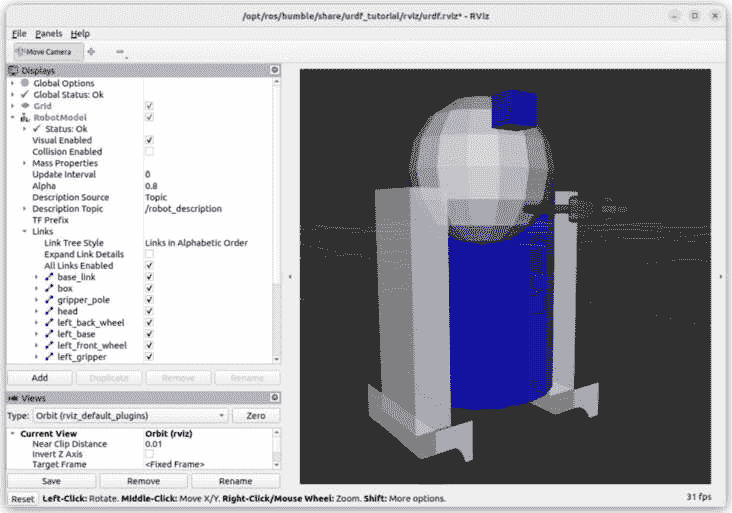 /opt/ros/humble/share/urdf_tutorial/rviz/urdf.rviz* - RViz
File Panels Help
Move Camera
Displays
Global Options
Global Status: Ok
Grid
RobotModel
Status: Ok
Visual Enabled
Collision Enabled
Mass Properties
Update Interval 0
Alpha 0.8
Description Source Topic
Description Topic /robot_description
TF Prefix
Links
Link Tree Style Links in Alphabetic Order
Expand Link Details
All Links Enabled
base_link
box
gripper_pole
head
left_back_wheel
left_base
left_front_wheel
left_gripper
Add Duplicate Remove Rename
Views
Type: Orbit (rviz_default_plugins) Zero
Current View Orbit (rviz)
Near Clip Distance 0.01
Invert Z Axis
Target Frame <Fixed Frame>
Save Remove Rename
Reset Left-Click: Rotate. Middle-Click: Move X/Y. Right-Click/Mouse Wheel: Zoom. Shift: More options. 31 fps